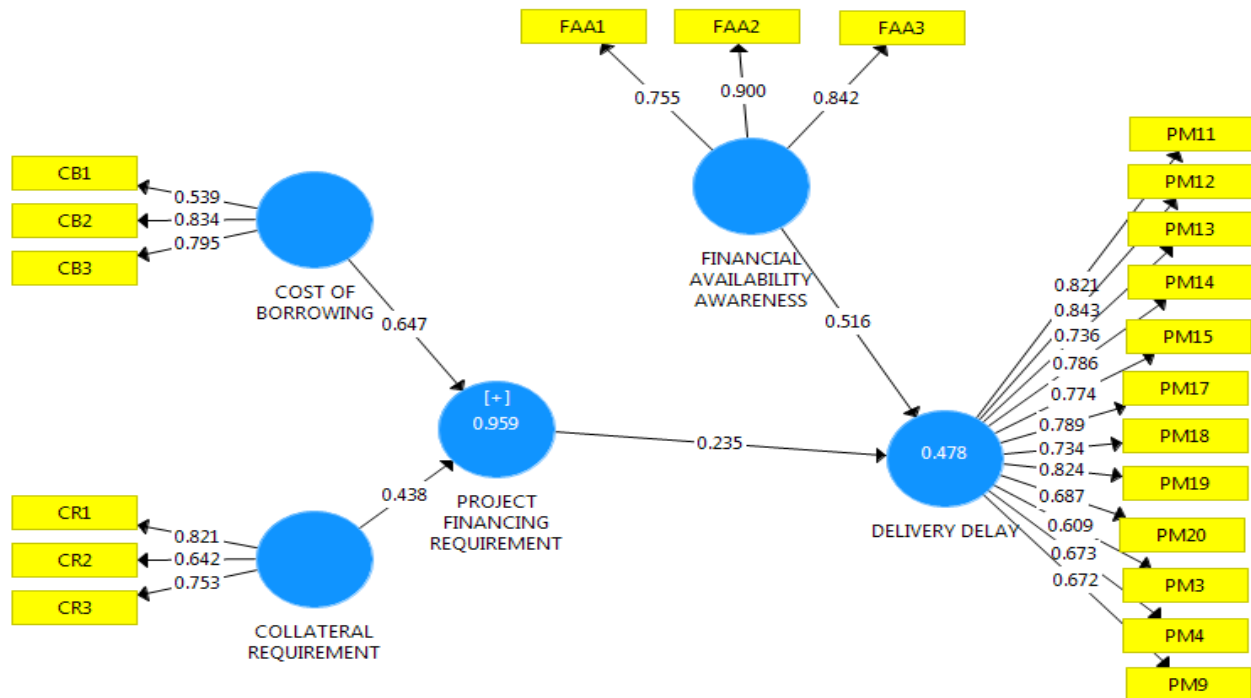 FAA1
FAA2
FAA3
0.755
0.900
0.842
CB1
CB2
CB3
0.539
0.834
0.795
COST OF
BORROWING
0.647
FINANCIAL
AVAILABILITY
AWARENESS
0.516
[+]
0.959
PROJECT
FINANCING
REQUIREMENT
0.235
0.438
CR1
CR2
CR3
0.821
0.642
0.753
COLLATERAL
REQUIREMENT
0.478
DELIVERY DELAY
0.821
0.843
0.736
0.786
0.774
0.789
0.734
0.824
0.687
0.609
0.673
0.672
PM11
PM12
PM13
PM14
PM15
PM17
PM18
PM19
PM20
PM3
PM4
PM9